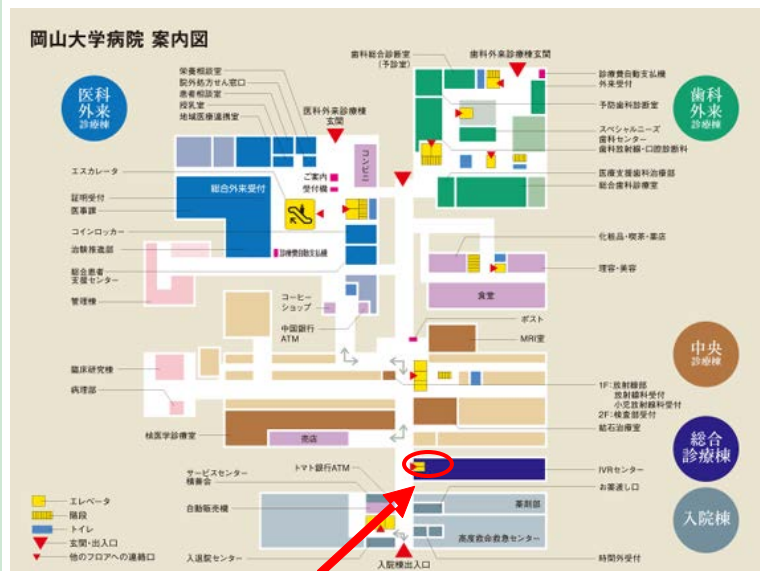 岡山大学病院 案内図
医科
外来
診療棟
栄養相談室
院外処方せん窓口
患者相談室
授乳室
地域医療連携室
医科外来診療棟
玄関
歯科総合診断室
(予診室)
歯科外来診療棟玄関
診療費自動支払機
外来受付
予防歯科診断室
スペシャルニーズ
歯科センター
歯科放射線・口腔診断科
医療支援歯科治療部
総合歯科診療室
歯科
外来
診療棟
エスカレータ
証明受付
医事課
コインロッカー
治験推進部
総合患者
支援センター
管理棟
総合外来受付
ご案内
受付機
コンビニ
診療費自動支払機
コーヒー
ショップ
中国銀行
ATM
化粧品・喫茶・薬店
理容・美容
食堂
ポスト
MRI室
中央
診療棟
臨床研究棟
病理部
核医学診療室
売店
1F:放射線部
放射線科受付
小児放射線科受付
2F:検査部受付
結石治療室
総合
診療棟
IVRセンター
サービスセンター
積善会
トマト銀行ATM
お薬渡し口
自動販売機
薬剤部
入院棟
高度救命救急センター
入退院センター
入院棟出入口
時間外受付
エレベータ
階段
トイレ
玄関・出入口
他のフロアへの連絡口